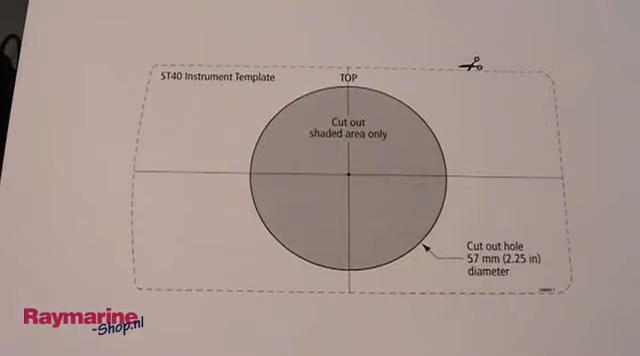 ST40 Instrument Template
TOP
Cut out
shaded area only
Cut out hole
57 mm (2.25 in)
diameter
Raymarine
-Shop.nl